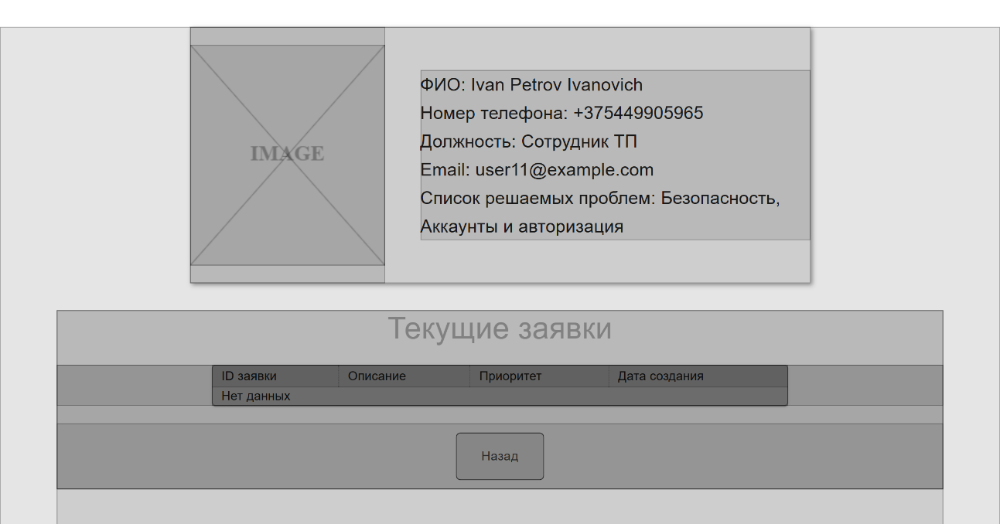 IMAGE
ФИО: Ivan Petrov Ivanovich
Номер телефона: +375449905965
Должность: Сотрудник ТП
Email: user11@example.com
Список решаемых проблем: Безопасность,
Аккаунты и авторизация
Текущие заявки
ID заявки Описание Приоритет Дата создания
Нет данных
Назад